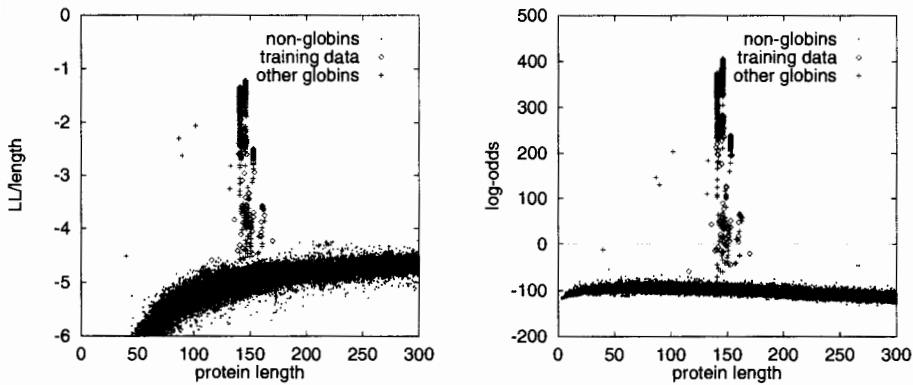 0
-1
-2
-3
-4
-5
-6
LL/length
non-globins
training data
other globins
0 50 100 150 200 250 300
protein length
500
400
300
200
100
0
-100
-200
log-odds
non-globins
training data
other globins
0 50 100 150 200 250 300
protein length